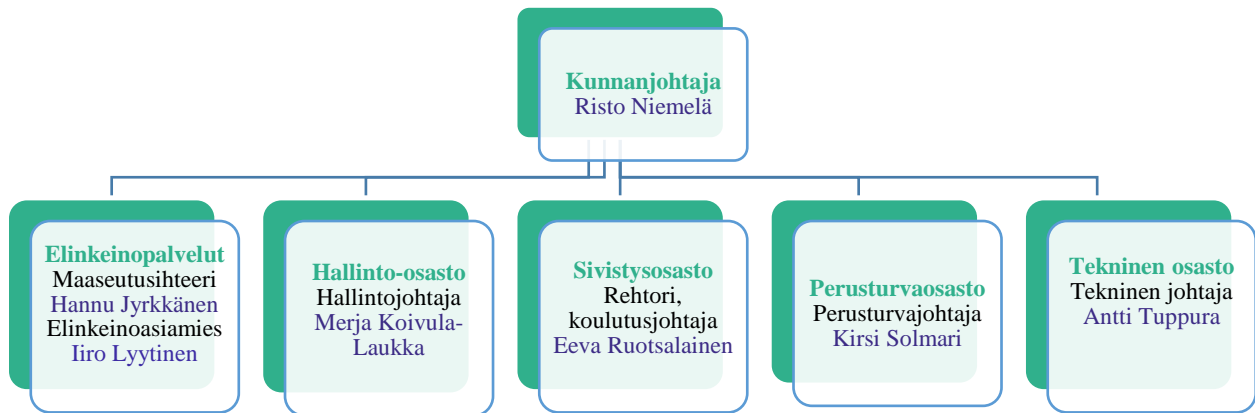 Kunnanjohtaja
Risto Niemelä
Elinkeinopalvelut
Maaseutusihteeri
Hannu Jyrkkänen
Elinkeinoasiamies
Iiro Lyytinen
Hallinto-osasto
Hallintojohtaja
Merja Koivula-
Laukka
Sivistysosasto
Rehtori,
koulutusjohtaja
Eeva Ruotsalainen
Perusturvaosasto
Perusturvajohtaja
Kirsi Solmari
Tekninen osasto
Tekninen johtaja
Antti Tuppura